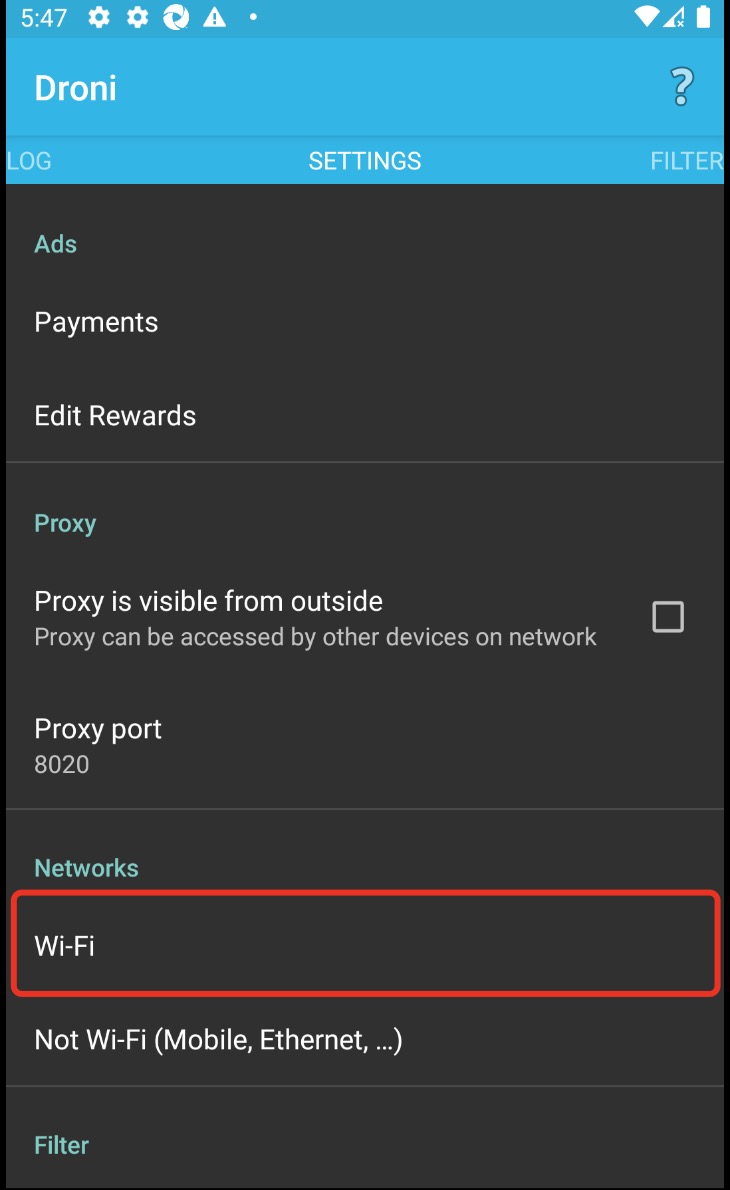 5:47
Droni
?
LOG SETTINGS FILTER
Ads
Payments
Edit Rewards
Proxy
Proxy is visible from outside
Proxy can be accessed by other devices on network
Proxy port
8020
Networks
Wi-Fi
Not Wi-Fi (Mobile, Ethernet, ...)
Filter